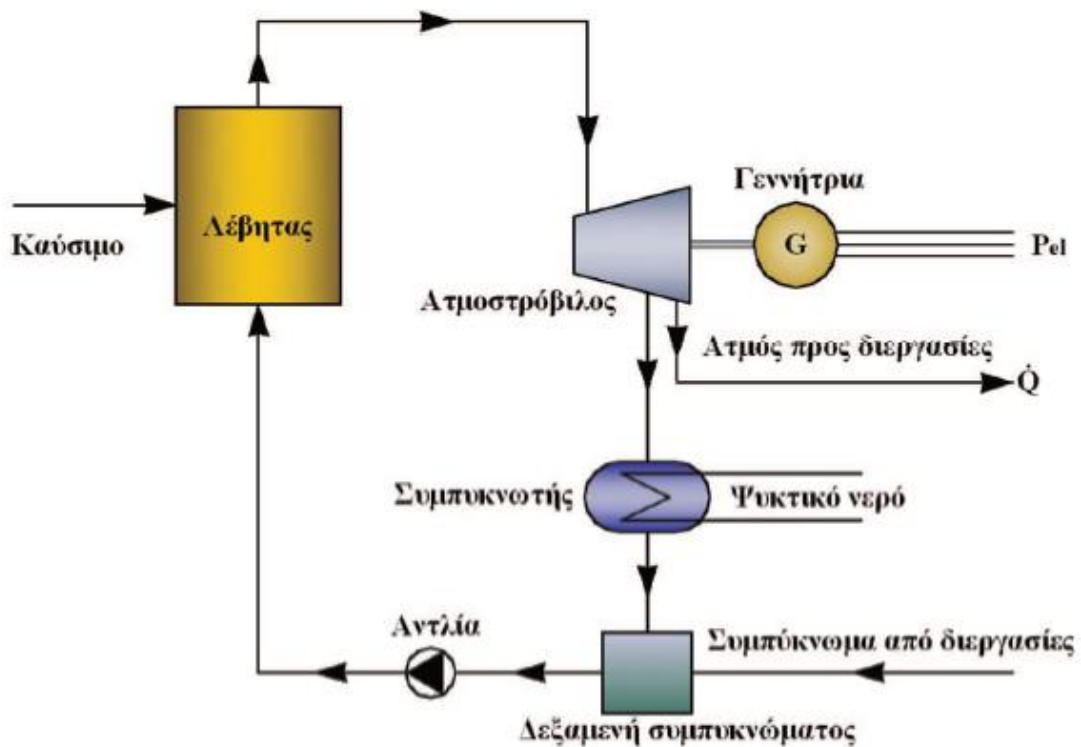 Γεννήτρια
Λέβητας
Καύσιμο
G
Pel
Ατμοστρόβιλος
Ατμός προς διεργασίες
Q̇
Συμπυκνωτής
Ψυκτικό νερό
Αντλία
Συμπύκνωμα από διεργασίες
Δεξαμενή συμπυκνώματος